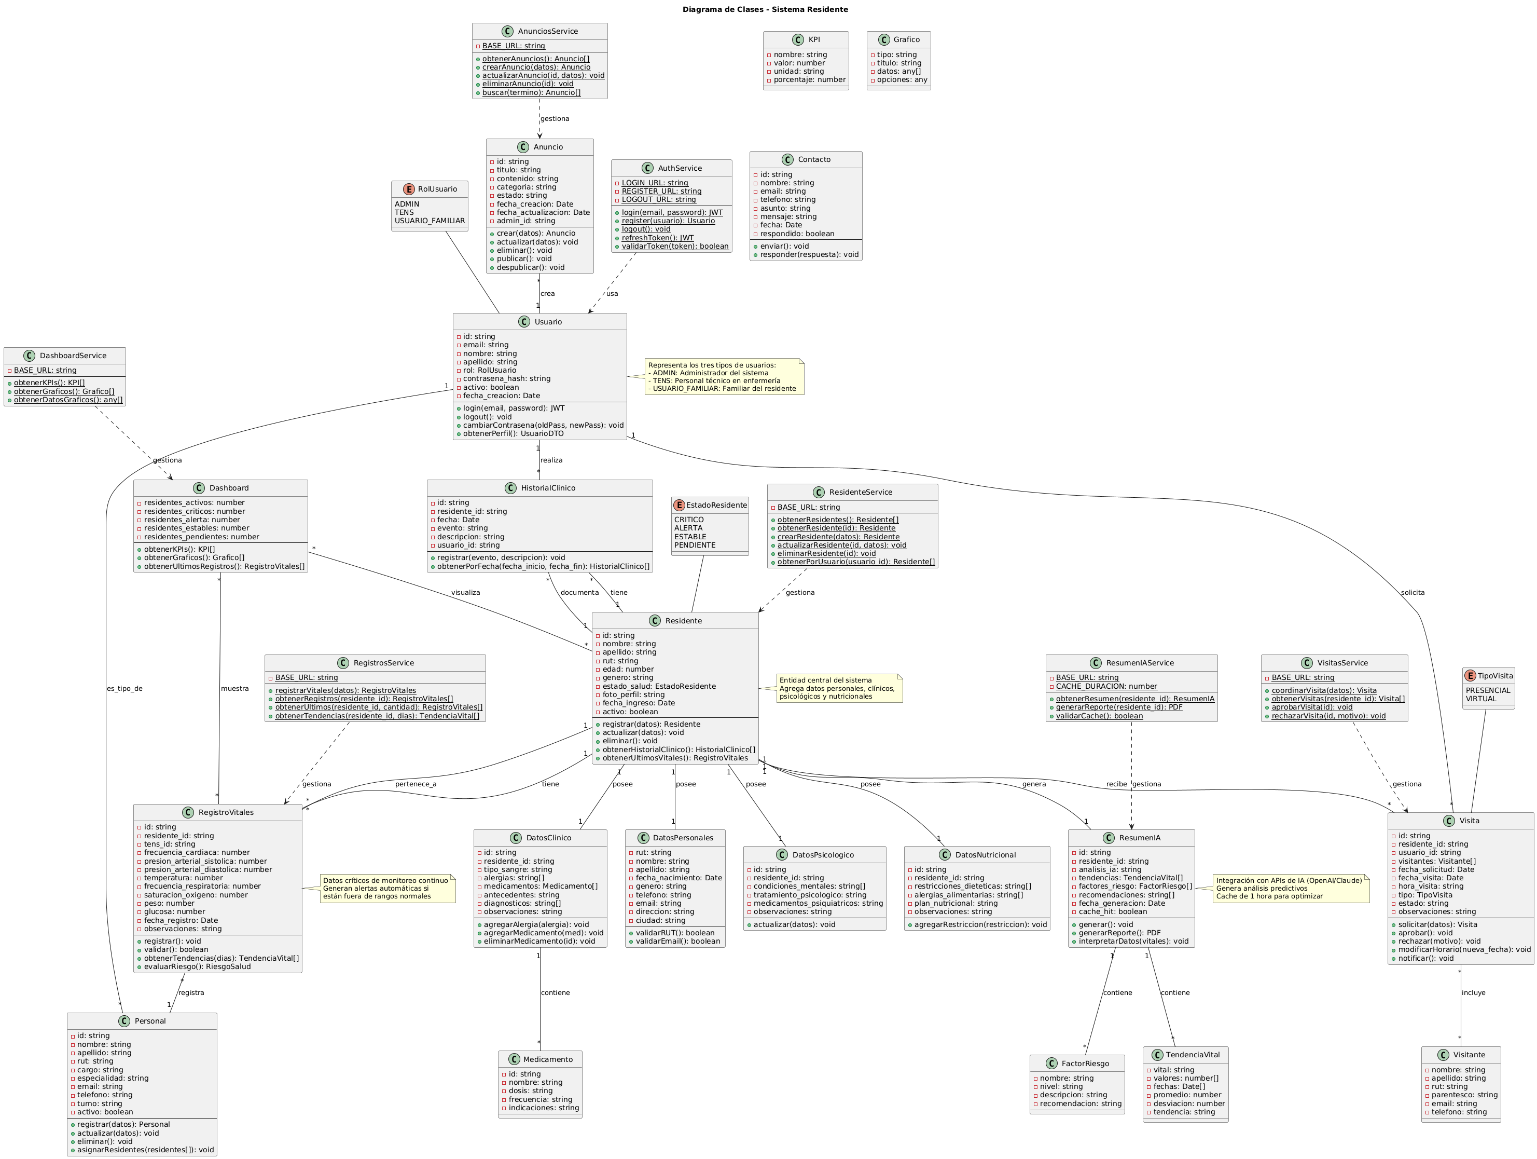 Diagrama de Clases - Sistema Residente
AnunciosService
BASE_URL: string
obtenerAnuncios(): Anuncio[]
crearAnuncio(datos): Anuncio
actualizarAnuncio(id, datos): void
eliminarAnuncio(id): void
buscar(termino): Anuncio[]
KPI
nombre: string
valor: number
unidad: string
porcentaje: number
Grafico
tipo: string
titulo: string
datos: any[]
opciones: any
gestiona
RolUsuario
ADMIN
TENS
USUARIO_FAMILIAR
Anuncio
id: string
titulo: string
contenido: string
categoria: string
estado: string
fecha_creacion: Date
fecha_actualizacion: Date
admin_id: string
crear(datos): Anuncio
actualizar(datos): void
eliminar(): void
publicar(): void
despublicar(): void
AuthService
LOGIN_URL: string
REGISTER_URL: string
LOGOUT_URL: string
login(email, password): JWT
register(usuario): Usuario
logout(): void
refreshToken(): JWT
validarToken(token): boolean
Contacto
id: string
nombre: string
email: string
telefono: string
asunto: string
mensaje: string
fecha: Date
respondido: boolean
enviar(): void
responder(respuesta): void
*
crea
1
usa
DashboardService
BASE_URL: string
obtenerKPIs(): KPI[]
obtenerGraficos(): Grafico[]
obtenerDatosGraficos(): any[]
Usuario
id: string
email: string
nombre: string
apellido: string
rol: RolUsuario
contrasena_hash: string
activo: boolean
fecha_creacion: Date
login(email, password): JWT
logout(): void
cambiarContrasena(oldPass, newPass): void
obtenerPerfil(): UsuarioDTO
Representa los tres tipos de usuarios:
- ADMIN: Administrador del sistema
- TENS: Personal técnico en enfermería
- USUARIO_FAMILIAR: Familiar del residente
1
1
1
gestiona
realiza
*
Dashboard
residentes_activos: number
residentes_criticos: number
residentes_alerta: number
residentes_estables: number
residentes_pendientes: number
obtenerKPIs(): KPI[]
obtenerGraficos(): Grafico[]
obtenerUltimosRegistros(): RegistroVitales[]
HistorialClinico
id: string
residente_id: string
fecha: Date
evento: string
descripcion: string
usuario_id: string
registrar(evento, descripcion): void
obtenerPorFecha(fecha_inicio, fecha_fin): HistorialClinico[]
EstadoResidente
CRITICO
ALERTA
ESTABLE
PENDIENTE
ResidenteService
BASE_URL: string
obtenerResidentes(): Residente[]
obtenerResidente(id): Residente
crearResidente(datos): Residente
actualizarResidente(id, datos): void
eliminarResidente(id): void
obtenerPorUsuario(usuario_id): Residente[]
*
*
*
*
visualiza
documenta
tiene
gestiona
solicita
1
1
*
Residente
id: string
nombre: string
apellido: string
rut: string
edad: number
genero: string
estado_salud: EstadoResidente
foto_perfil: string
fecha_ingreso: Date
activo: boolean
registrar(datos): Residente
actualizar(datos): void
eliminar(): void
obtenerHistorialClinico(): HistorialClinico[]
obtenerUltimosVitales(): RegistroVitales
Entidad central del sistema
Agrega datos personales, clínicos,
psicológicos y nutricionales
RegistrosService
BASE_URL: string
registrarVitales(datos): RegistroVitales
obtenerRegistros(residente_id): RegistroVitales[]
obtenerUltimos(residente_id, cantidad): RegistroVitales[]
obtenerTendencias(residente_id, dias): TendenciaVital[]
ResumenIAService
BASE_URL: string
CACHE_DURACION: number
obtenerResumen(residente_id): ResumenIA
generarReporte(residente_id): PDF
validarCache(): boolean
VisitasService
BASE_URL: string
coordinarVisita(datos): Visita
obtenerVisitas(residente_id): Visita[]
aprobarVisita(id): void
rechazarVisita(id, motivo): void
TipoVisita
PRESENCIAL
VIRTUAL
es_tipo_de
muestra
1
1
1
1
1
1
1
gestiona
pertenece_a
tiene
posee
posee
posee
posee
genera
recibe
gestiona
gestiona
*
*
*
1
1
1
1
1
*
*
RegistroVitales
id: string
residente_id: string
tens_id: string
frecuencia_cardiaca: number
presion_arterial_sistolica: number
presion_arterial_diastolica: number
temperatura: number
frecuencia_respiratoria: number
saturacion_oxigeno: number
peso: number
glucosa: number
fecha_registro: Date
observaciones: string
registrar(): void
validar(): boolean
obtenerTendencias(dias): TendenciaVital[]
evaluarRiesgo(): RiesgoSalud
Datos críticos de monitoreo continuo
Generan alertas automáticas si
están fuera de rangos normales
DatosClinico
id: string
residente_id: string
tipo_sangre: string
alergias: string[]
medicamentos: Medicamento[]
antecedentes: string[]
diagnosticos: string[]
observaciones: string
agregarAlergia(alergia): void
agregarMedicamento(med): void
eliminarMedicamento(id): void
DatosPersonales
rut: string
nombre: string
apellido: string
fecha_nacimiento: Date
genero: string
telefono: string
email: string
direccion: string
ciudad: string
validarRUT(): boolean
validarEmail(): boolean
DatosPsicologico
id: string
residente_id: string
condiciones_mentales: string[]
tratamiento_psicologico: string
medicamentos_psiquiatricos: string
observaciones: string
actualizar(datos): void
DatosNutricional
id: string
residente_id: string
restricciones_dieteticas: string[]
alergias_alimentarias: string[]
plan_nutricional: string
observaciones: string
agregarRestriccion(restriccion): void
ResumenIA
id: string
residente_id: string
analisis_ia: string
tendencias: TendenciaVital[]
factores_riesgo: FactorRiesgo[]
recomendaciones: string[]
fecha_generacion: Date
cache_hit: boolean
generar(): void
generarReporte(): PDF
interpretarDatos(vitales): void
Integración con APIs de IA (OpenAI/Claude)
Genera análisis predictivos
Cache de 1 hora para optimizar
Visita
id: string
residente_id: string
usuario_id: string
visitantes: Visitante[]
fecha_solicitud: Date
fecha_visita: Date
hora_visita: string
tipo: TipoVisita
estado: string
observaciones: string
solicitar(datos): Visita
aprobar(): void
rechazar(motivo): void
modificarHorario(nueva_fecha): void
notificar(): void
*
registra
1
*
1
contiene
*
1
contiene
*
1
contiene
*
*
incluye
*
Personal
id: string
nombre: string
apellido: string
rut: string
cargo: string
especialidad: string
email: string
telefono: string
turno: string
activo: boolean
registrar(datos): Personal
actualizar(datos): void
eliminar(): void
asignarResidentes(residentes[]): void
Medicamento
id: string
nombre: string
dosis: string
frecuencia: string
indicaciones: string
FactorRiesgo
nombre: string
nivel: string
descripcion: string
recomendacion: string
TendenciaVital
vital: string
valores: number[]
fechas: Date[]
promedio: number
desviacion: number
tendencia: string
Visitante
nombre: string
apellido: string
rut: string
parentesco: string
email: string
telefono: string